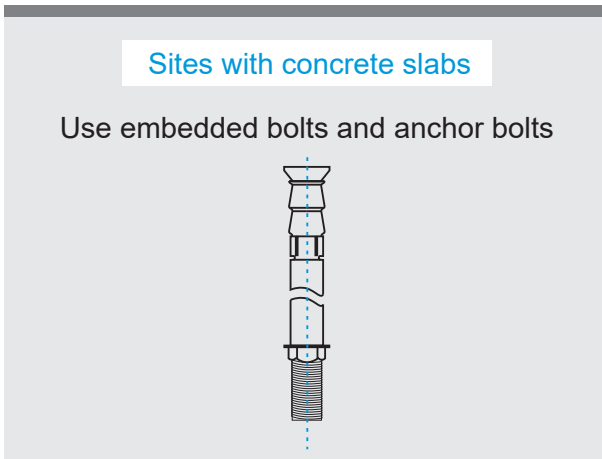 Sites with concrete slabs
Use embedded bolts and anchor bolts